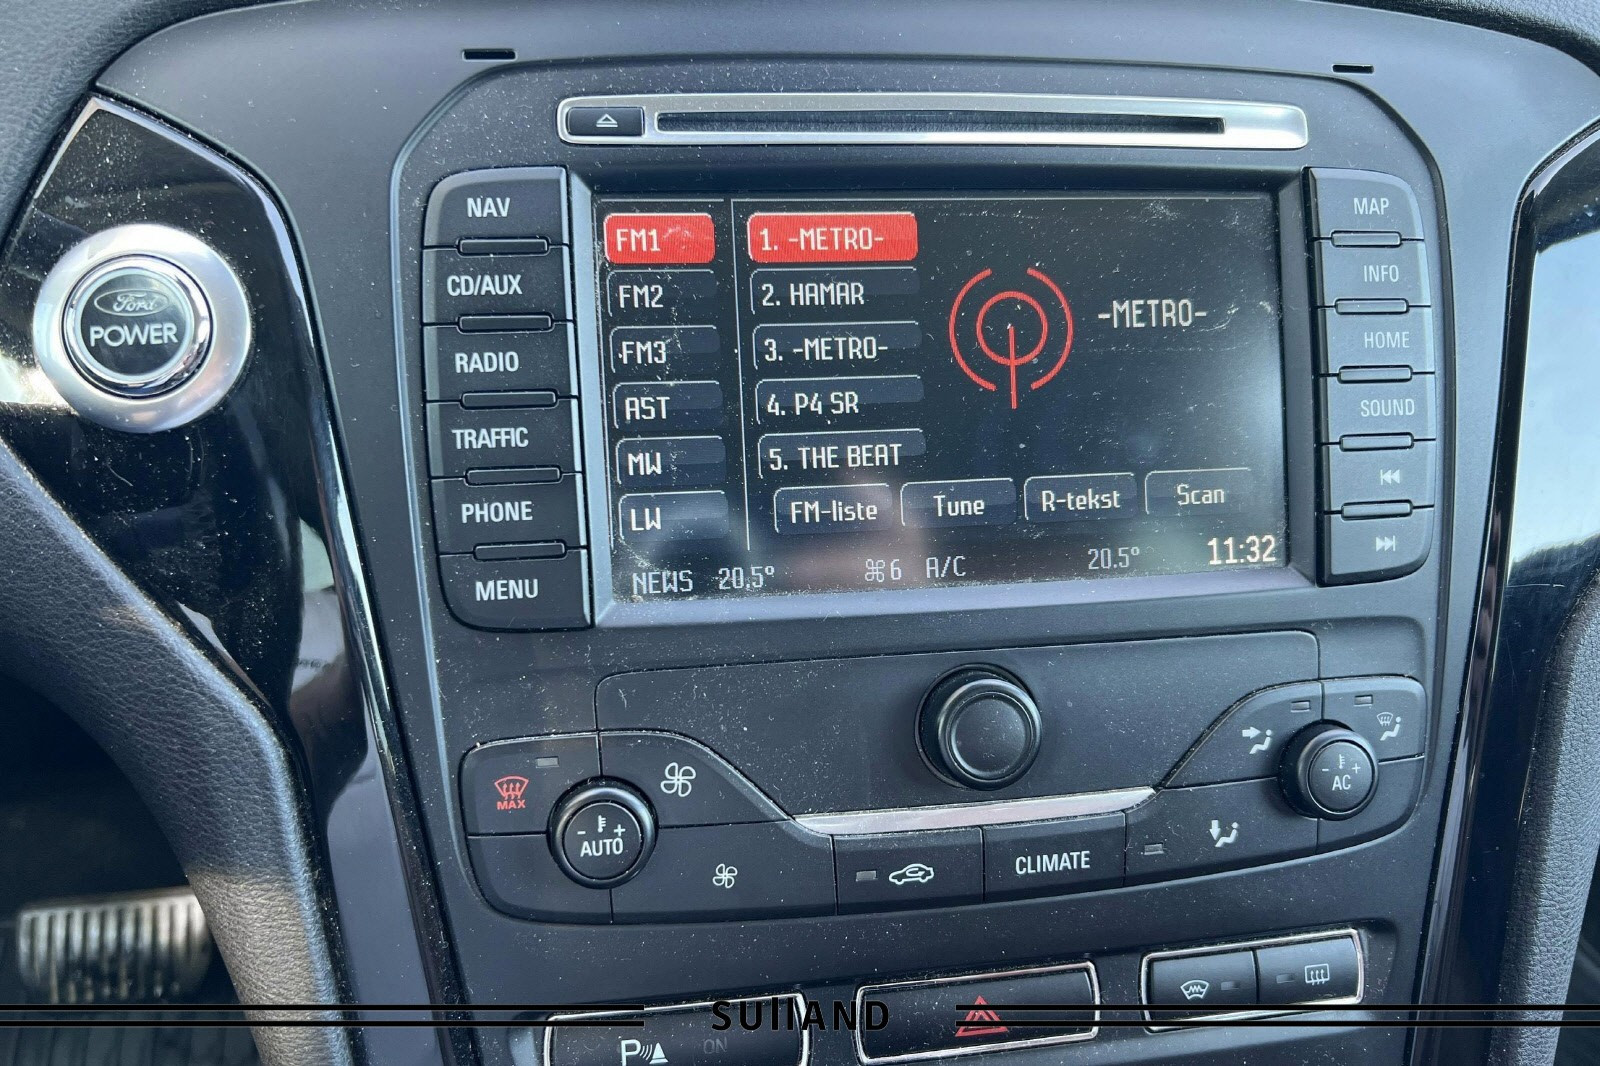 NAV
CD/AUX
RADIO
TRAFFIC
PHONE
MENU
Ford
POWER
FM1
FM2
FM3
AST
MW
LW
1. -METRO-
2. HAMAR
3. -METRO-
4. P4 SR
5. THE BEAT
-METRO-
FM-liste Tune R-tekst Scan
NEWS 20.5° 6 A/C 20.5° 11:32
MAP
INFO
HOME
SOUND
MAX
- +
AUTO
CLIMATE
- +
AC
P ON
SULLAND